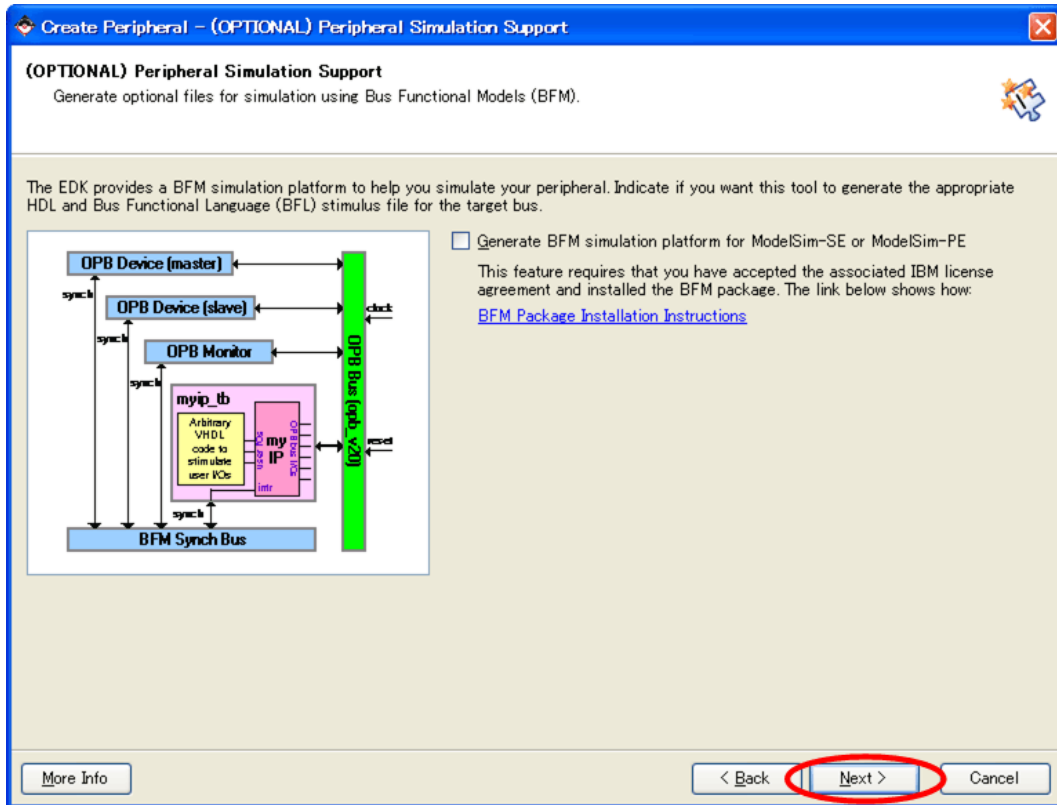 Create Peripheral - (OPTIONAL) Peripheral Simulation Support
(OPTIONAL) Peripheral Simulation Support
Generate optional files for simulation using Bus Functional Models (BFM).
The EDK provides a BFM simulation platform to help you simulate your peripheral. Indicate if you want this tool to generate the appropriate
HDL and Bus Functional Language (BFL) stimulus file for the target bus.
OPB Device (master)
synch
OPB Device (slave)
clock
synch
OPB Monitor
synch
OPB Bus (opb_v20)
myip_tb
Arbitrary
VHDL
code to
stimulate
user I/Os
my
IP
OPB bus I/Os
reset
intr
synch
BFM Synch Bus
Generate BFM simulation platform for ModelSim-SE or ModelSim-PE
This feature requires that you have accepted the associated IBM license
agreement and installed the BFM package. The link below shows how:
BFM Package Installation Instructions
More Info
< Back
Next >
Cancel